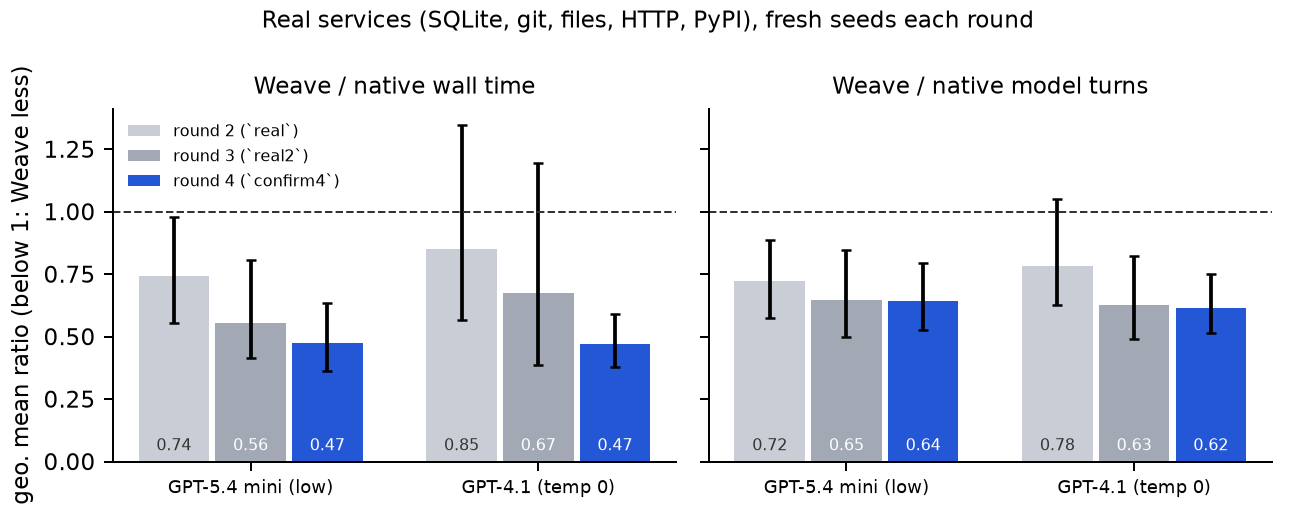 Real services (SQLite, git, files, HTTP, PyPI), fresh seeds each round
geo. mean ratio (below 1: Weave less)
Weave / native wall time
round 2 (`real`)
round 3 (`real2`)
round 4 (`confirm4`)
1.25
1.00
0.75
0.50
0.25
0.00
0.74 0.56 0.47 0.85 0.67 0.47
GPT-5.4 mini (low) GPT-4.1 (temp 0)
Weave / native model turns
0.72 0.65 0.64 0.78 0.63 0.62
GPT-5.4 mini (low) GPT-4.1 (temp 0)